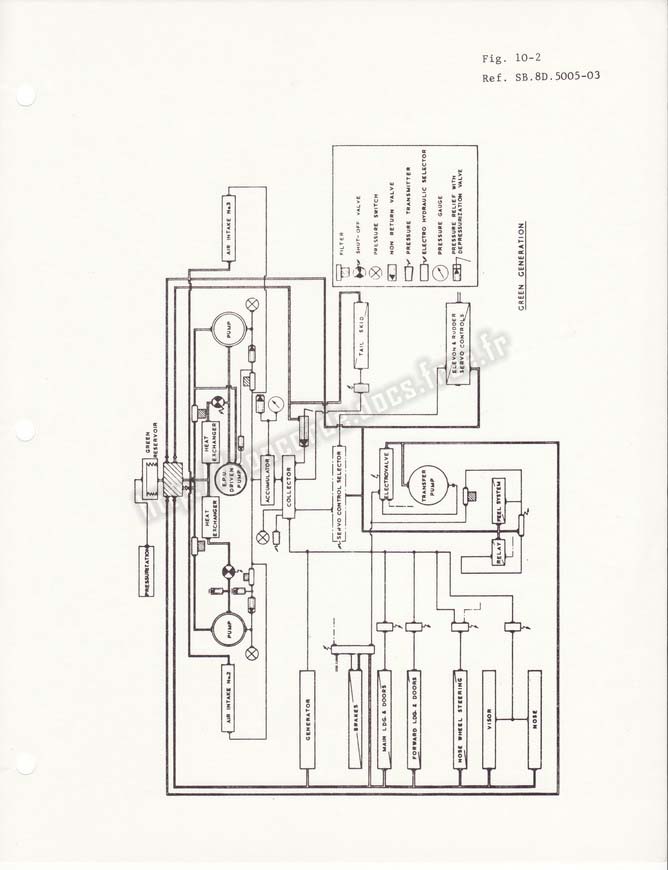 Fig. 10-2
Ref. SB.8D.5005-03
FILTER
SHUT-OFF VALVE
PRESSURE SWITCH
NON RETURN VALVE
PRESSURE TRANSMITTER
ELECTRO HYDRAULIC SELECTOR
PRESSURE GAUGE
PRESSURE RELIEF WITH
DEPRESSURIZATION VALVE
GREEN GENERATION
AIR INTAKE No3
PUMP
GREEN
RESERVOIR
HEAT
EXCHANGER
E.P.U
DRIVEN
PUMP
HEAT
EXCHANGER
PRESSURIZATION
PUMP
AIR INTAKE No2
ACCUMULATOR
COLLECTOR
TAIL SKID
ELEVON & RUDDER
SERVO CONTROLS
SERVO CONTROL SELECTOR
ELECTROVALVE
TRANSFER
PUMP
FEEL SYSTEM
RELAY
GENERATOR
BRAKES
MAIN LDG. & DOORS
FORWARD LDG. & DOORS
NOSE WHEEL STEERING
VISOR
NOSE